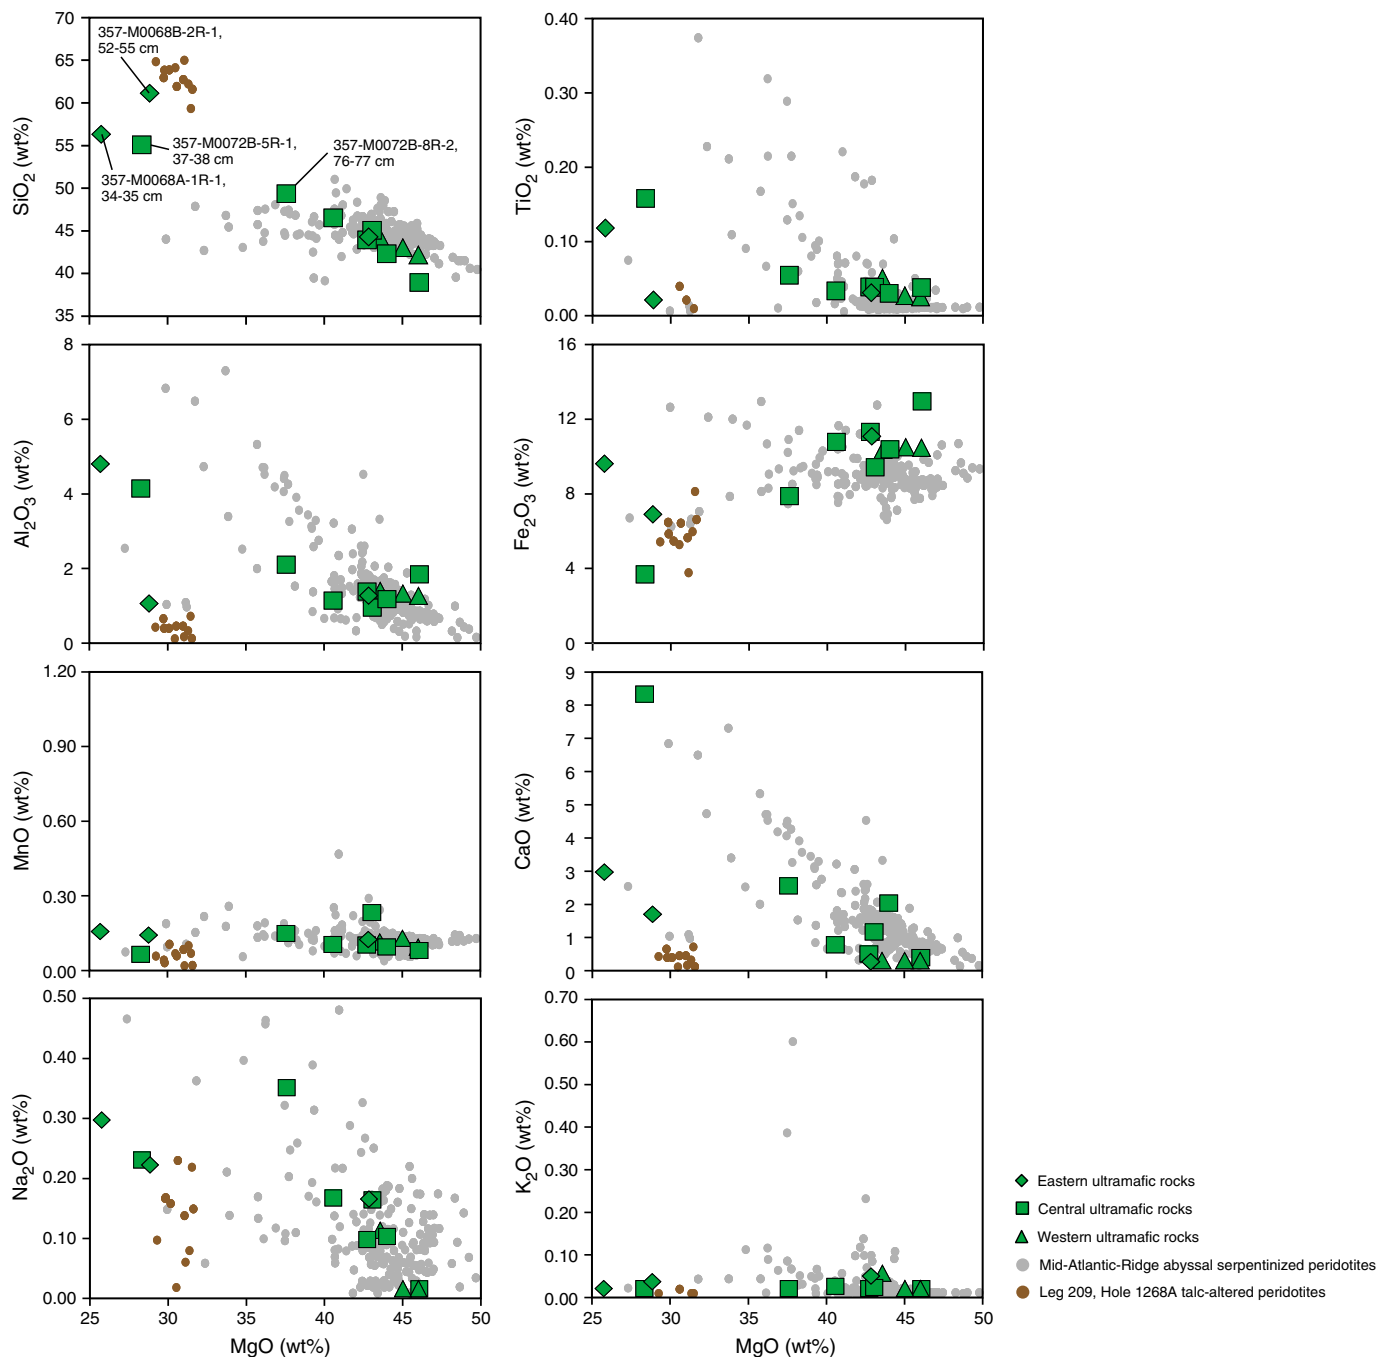 70
65
60
55
50
45
40
35
SiO2 (wt%)
357-M0068B-2R-1,
52-55 cm
357-M0072B-5R-1,
37-38 cm
357-M0068A-1R-1,
34-35 cm
357-M0072B-8R-2,
76-77 cm
0.40
0.30
0.20
0.10
0.00
TiO2 (wt%)
8
6
4
2
0
Al2O3 (wt%)
16
12
8
4
0
Fe2O3 (wt%)
1.20
0.90
0.60
0.30
0.00
MnO (wt%)
9
8
7
6
5
4
3
2
1
0
CaO (wt%)
0.50
0.40
0.30
0.20
0.10
0.00
Na2O (wt%)
25 30 35 40 45 50
MgO (wt%)
0.70
0.60
0.50
0.40
0.30
0.20
0.10
0.00
K2O (wt%)
25 30 35 40 45 50
MgO (wt%)
Eastern ultramafic rocks
Central ultramafic rocks
Western ultramafic rocks
Mid-Atlantic-Ridge abyssal serpentinized peridotites
Leg 209, Hole 1268A talc-altered peridotites